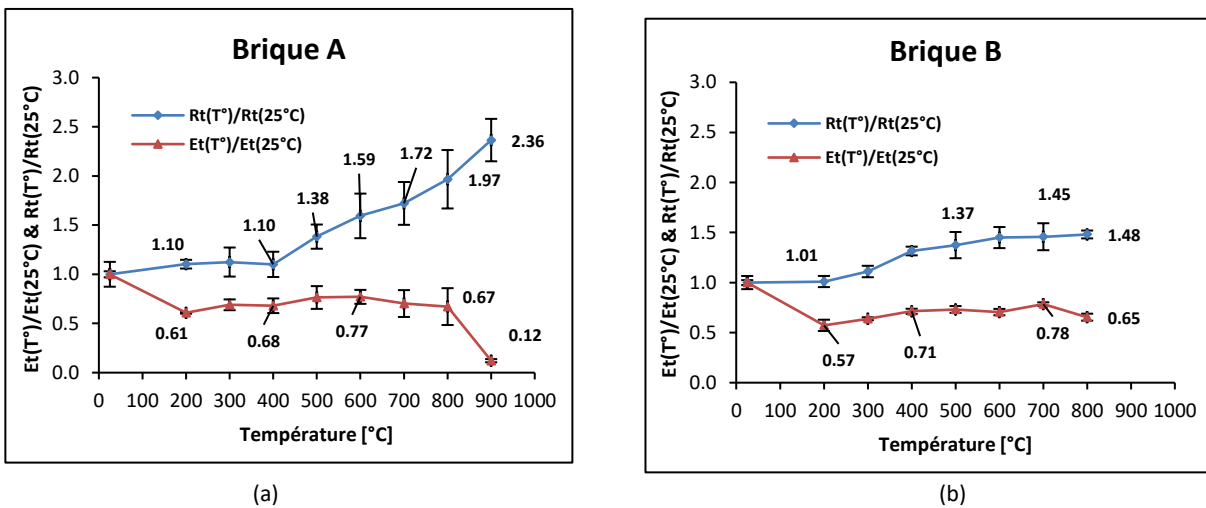 Brique A
Et(T°)/Et(25°C) & Rt(T°)/Rt(25°C)
3.0
2.5
2.0
1.5
1.0
0.5
0.0
Rt(T°)/Rt(25°C)
Et(T°)/Et(25°C)
1.10
1.10
1.38
1.59
1.72
2.36
1.97
0.61
0.68
0.77
0.67
0.12
0 100 200 300 400 500 600 700 800 900 1000
Température [°C]
(a)
Brique B
Et(T°)/Et(25°C) & Rt(T°)/Rt(25°C)
3.0
2.5
2.0
1.5
1.0
0.5
0.0
Rt(T°)/Rt(25°C)
Et(T°)/Et(25°C)
1.01
1.37
1.45
1.48
0.57
0.71
0.78
0.65
0 100 200 300 400 500 600 700 800 900 1000
Température [°C]
(b)